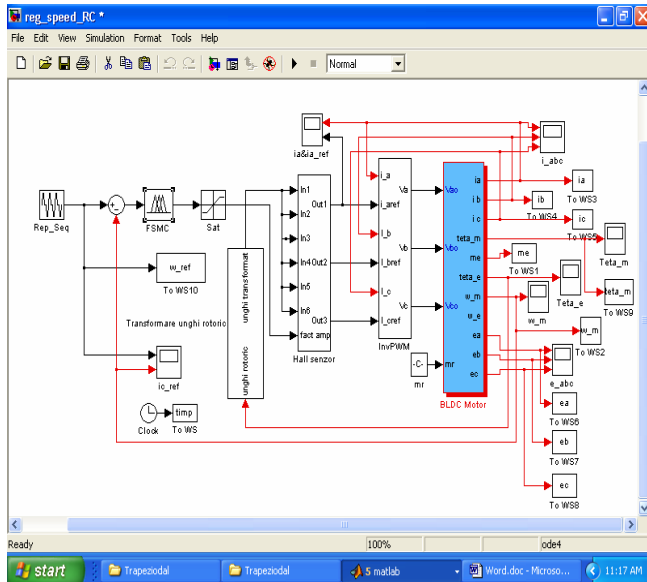 reg_speed_RC *
File Edit View Simulation Format Tools Help
Normal
ia&ia_ref
i_abc
Rep_Seq
FSMC
Sat
w_ref
To WS10
Transformare unghi rotoric
ic_ref
Clock
timp
To WS
unghi transformat
unghi rotoric
In1
In2
In3
In4
In5
In6
fact amp
Out1
Out2
Out3
Hall senzor
i_a
i_aref
I_b
I_bref
I_c
I_cref
Va
Vb
Vc
InvPWM
-C-
mr
Vao
Vbo
Vco
mr
ia
i b
i c
teta_m
me
teta_e
w_m
w_e
ea
eb
ec
BLDC Motor
ia
To WS3
ib
To WS4
ic
To WS5
me
To WS1
Teta_m
Teta_e
teta_m
To WS9
w_m
w_m
To WS2
e_abc
ea
To WS6
eb
To WS7
ec
To WS8
Ready
100%
ode4
start
Trapeziodal
Trapeziodal
5 matlab
Word.doc - Microso...
11:17 AM